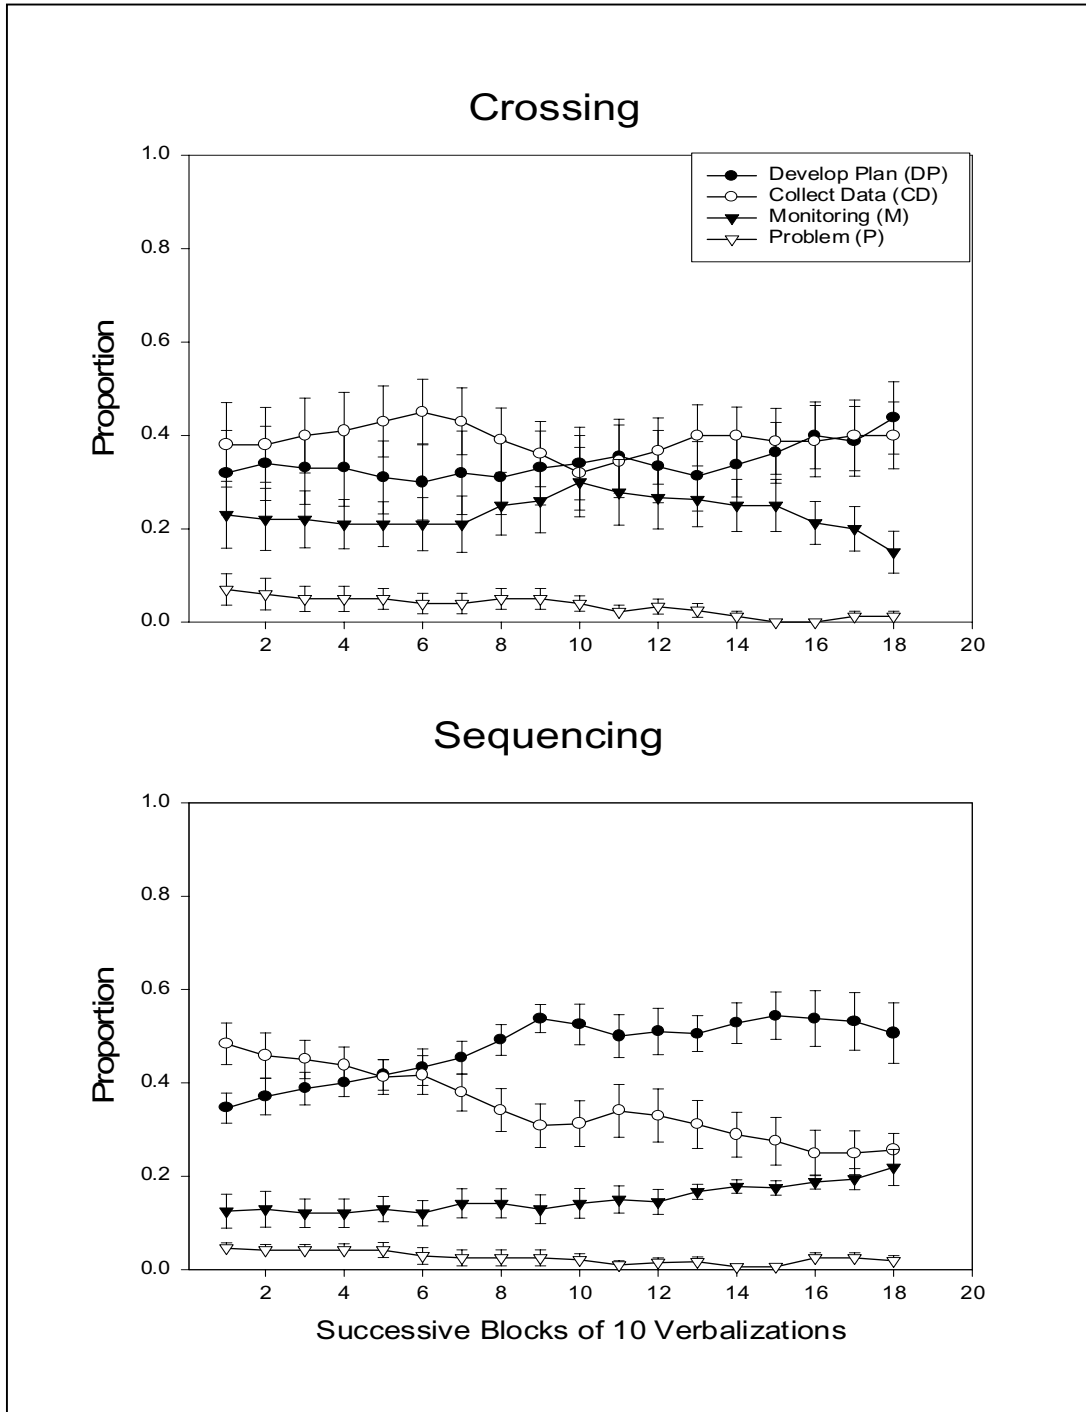 Crossing
1.0
0.8
0.6
0.4
0.2
0.0
Proportion
Develop Plan (DP)
Collect Data (CD)
Monitoring (M)
Problem (P)
2 4 6 8 10 12 14 16 18 20
Sequencing
1.0
0.8
0.6
0.4
0.2
0.0
Proportion
2 4 6 8 10 12 14 16 18 20
Successive Blocks of 10 Verbalizations